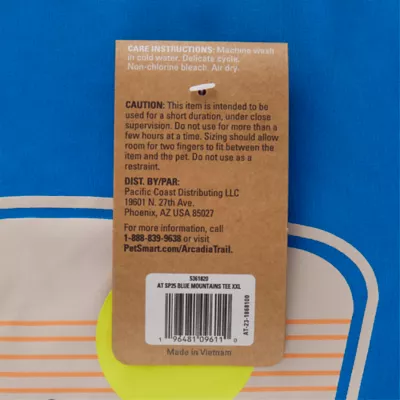 CARE INSTRUCTIONS: Machine wash
in cold water. Delicate cycle.
Non-chlorine bleach. Air dry.
CAUTION: This item is intended to be
used for a short duration, under close
supervision. Do not use for more than a
few hours at a time. Sizing should allow
room for two fingers to fit between the
item and the pet. Do not use as a
restraint.
DIST. BY/PAR:
Pacific Coast Distributing LLC
19601 N. 27th Ave.
Phoenix, AZ USA 85027
For more information, call
1-888-839-9638 or visit
PetSmart.com/ArcadiaTrail.
5361820
AT SP25 BLUE MOUNTAINS TEE XXL
1 96481 09611 0
AT-23-1868100
Made in Vietnam